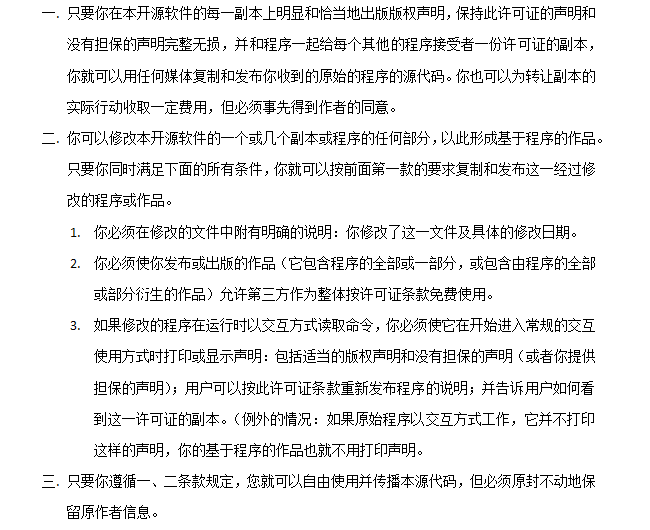 一. 只要你在本开源软件的每一副本上明显和恰当地出版版权声明，保持此许可证的声明和
没有担保的声明完整无损，并和程序一起给每个其他的程序接受者一份许可证的副本，
你就可以用任何媒体复制和发布你收到的原始的程序的源代码。你也可以为转让副本的
实际行动收取一定费用，但必须事先得到作者的同意。
二. 你可以修改本开源软件的一个或几个副本或程序的任何部分，以此形成基于程序的作品。
只要你同时满足下面的所有条件，你就可以按前面第一款的要求复制和发布这一经过修
改的程序或作品。
1. 你必须在修改的文件中附有明确的说明：你修改了这一文件及具体的修改日期。
2. 你必须使你发布或出版的作品（它包含程序的全部或一部分，或包含由程序的全部
或部分衍生的作品）允许第三方作为整体按许可证条款免费使用。
3. 如果修改的程序在运行时以交互方式读取命令，你必须使它在开始进入常规的交互
使用方式时打印或显示声明：包括适当的版权声明和没有担保的声明（或者你提供
担保的声明）；用户可以按此许可证条款重新发布程序的说明；并告诉用户如何看
到这一许可证的副本。（例外的情况：如果原始程序以交互方式工作，它并不打印
这样的声明，你的基于程序的作品也就不用打印声明。
三. 只要你遵循一、二条款规定，您就可以自由使用并传播本源代码，但必须原封不动地保
留原作者信息。